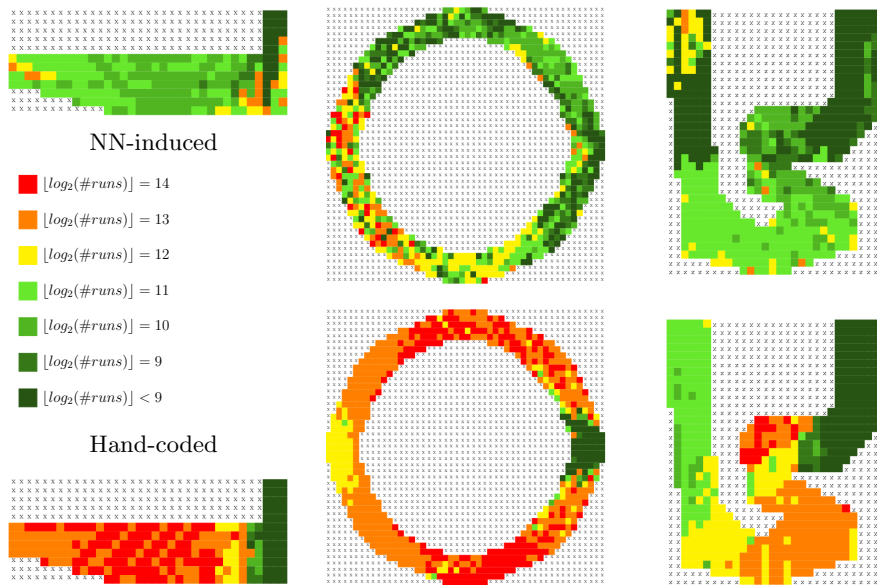 NN-induced
⌊log₂(#runs)⌋ = 14
⌊log₂(#runs)⌋ = 13
⌊log₂(#runs)⌋ = 12
⌊log₂(#runs)⌋ = 11
⌊log₂(#runs)⌋ = 10
⌊log₂(#runs)⌋ = 9
⌊log₂(#runs)⌋ < 9
Hand-coded